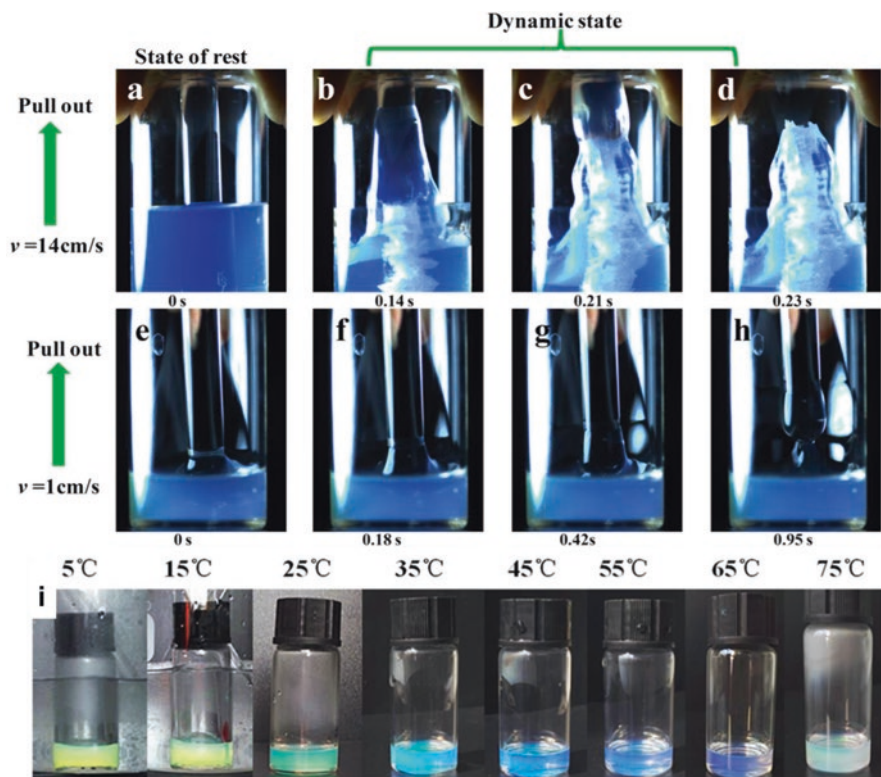 Dynamic state
State of rest
Pull out
a
b
c
d
v =14cm/s
0 s
0.14 s
0.21 s
0.23 s
Pull out
e
f
g
h
v =1cm/s
0 s
0.18 s
0.42s
0.95 s
5℃ 15℃ 25℃ 35℃ 45℃ 55℃ 65℃ 75℃
i